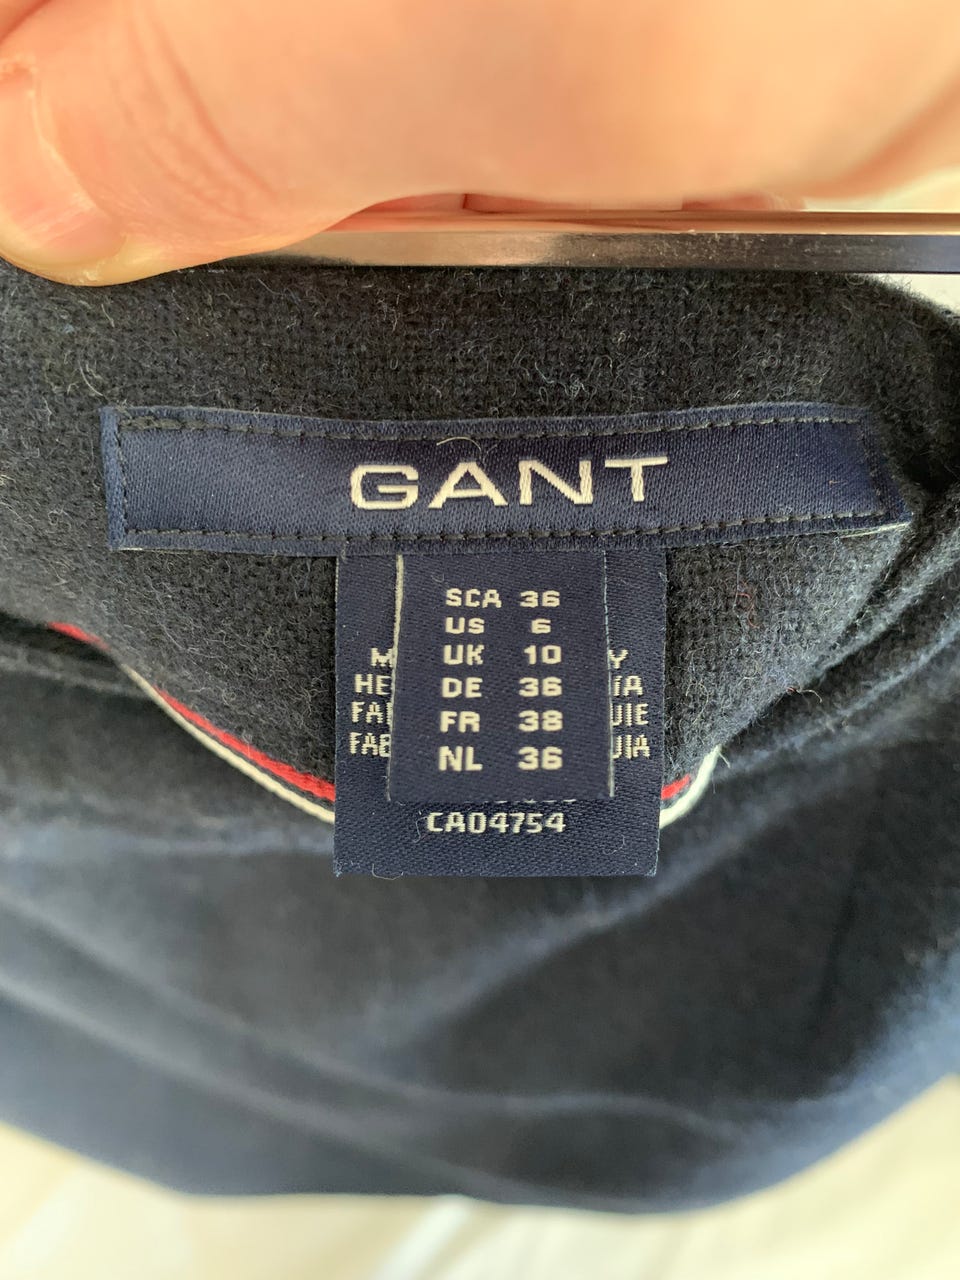 GANT
SCA 36
US 6
UK 10
DE 36
FR 38
NL 36
CA04754